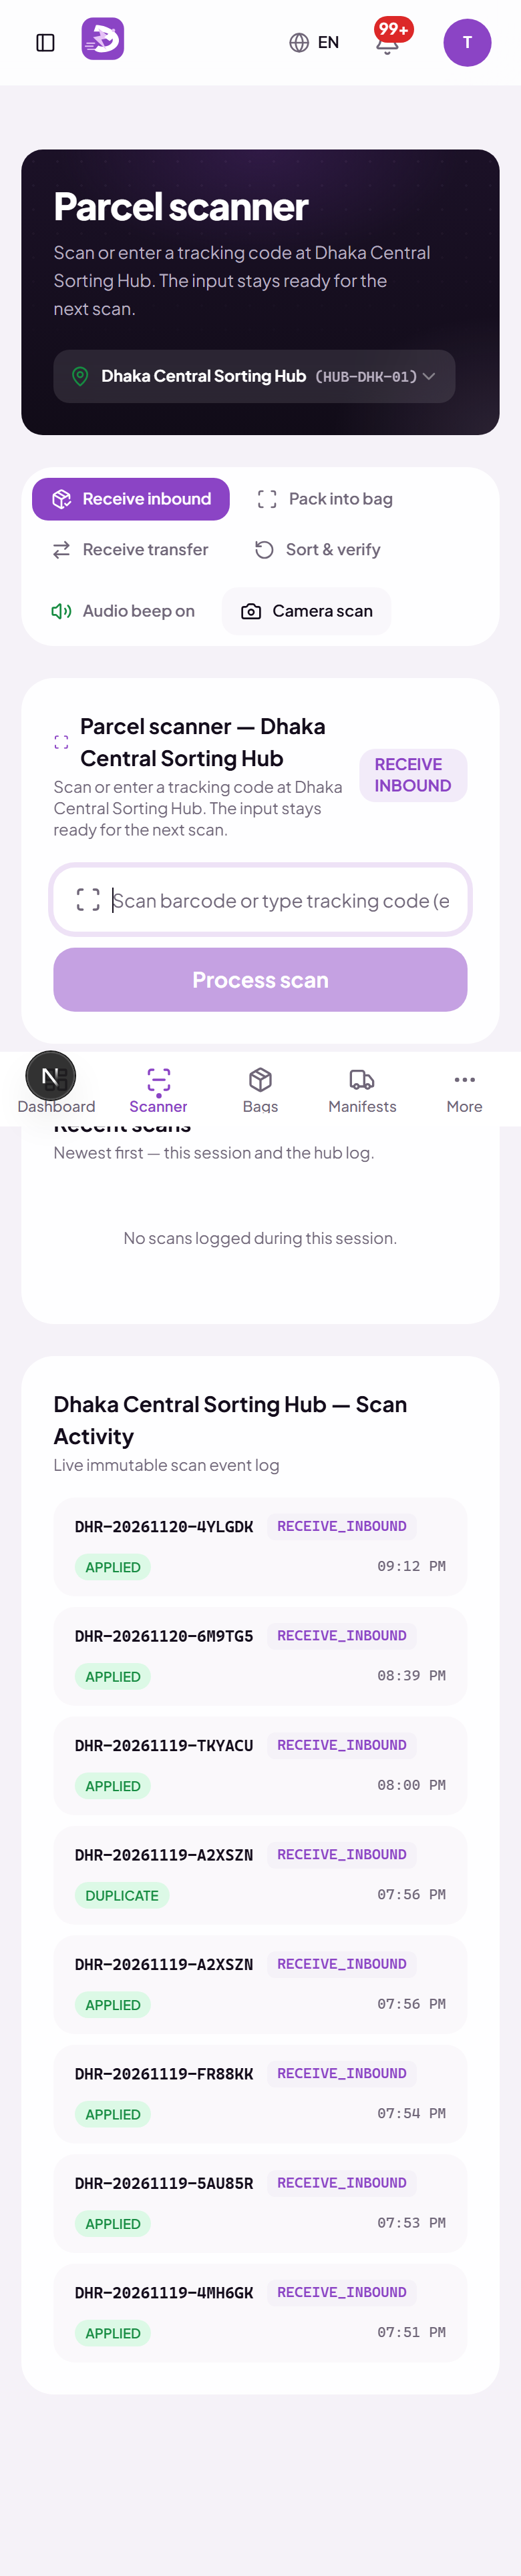 EN
99+
T
Parcel scanner
Scan or enter a tracking code at Dhaka Central
Sorting Hub. The input stays ready for the
next scan.
Dhaka Central Sorting Hub (HUB-DHK-01)
Receive inbound
Pack into bag
Receive transfer
Sort & verify
Audio beep on
Camera scan
Parcel scanner — Dhaka
Central Sorting Hub
Scan or enter a tracking code at Dhaka
Central Sorting Hub. The input stays
ready for the next scan.
RECEIVE
INBOUND
Scan barcode or type tracking code (e
Process scan
N
Dashboard
Scanner
Bags
Manifests
More
Recent scans
Newest first — this session and the hub log.
No scans logged during this session.
Dhaka Central Sorting Hub — Scan
Activity
Live immutable scan event log
DHR-20261120-4YLGDK RECEIVE_INBOUND
APPLIED 09:12 PM
DHR-20261120-6M9TG5 RECEIVE_INBOUND
APPLIED 08:39 PM
DHR-20261119-TKYACU RECEIVE_INBOUND
APPLIED 08:00 PM
DHR-20261119-A2XSZN RECEIVE_INBOUND
DUPLICATE 07:56 PM
DHR-20261119-A2XSZN RECEIVE_INBOUND
APPLIED 07:56 PM
DHR-20261119-FR88KK RECEIVE_INBOUND
APPLIED 07:54 PM
DHR-20261119-5AU85R RECEIVE_INBOUND
APPLIED 07:53 PM
DHR-20261119-4MH6GK RECEIVE_INBOUND
APPLIED 07:51 PM